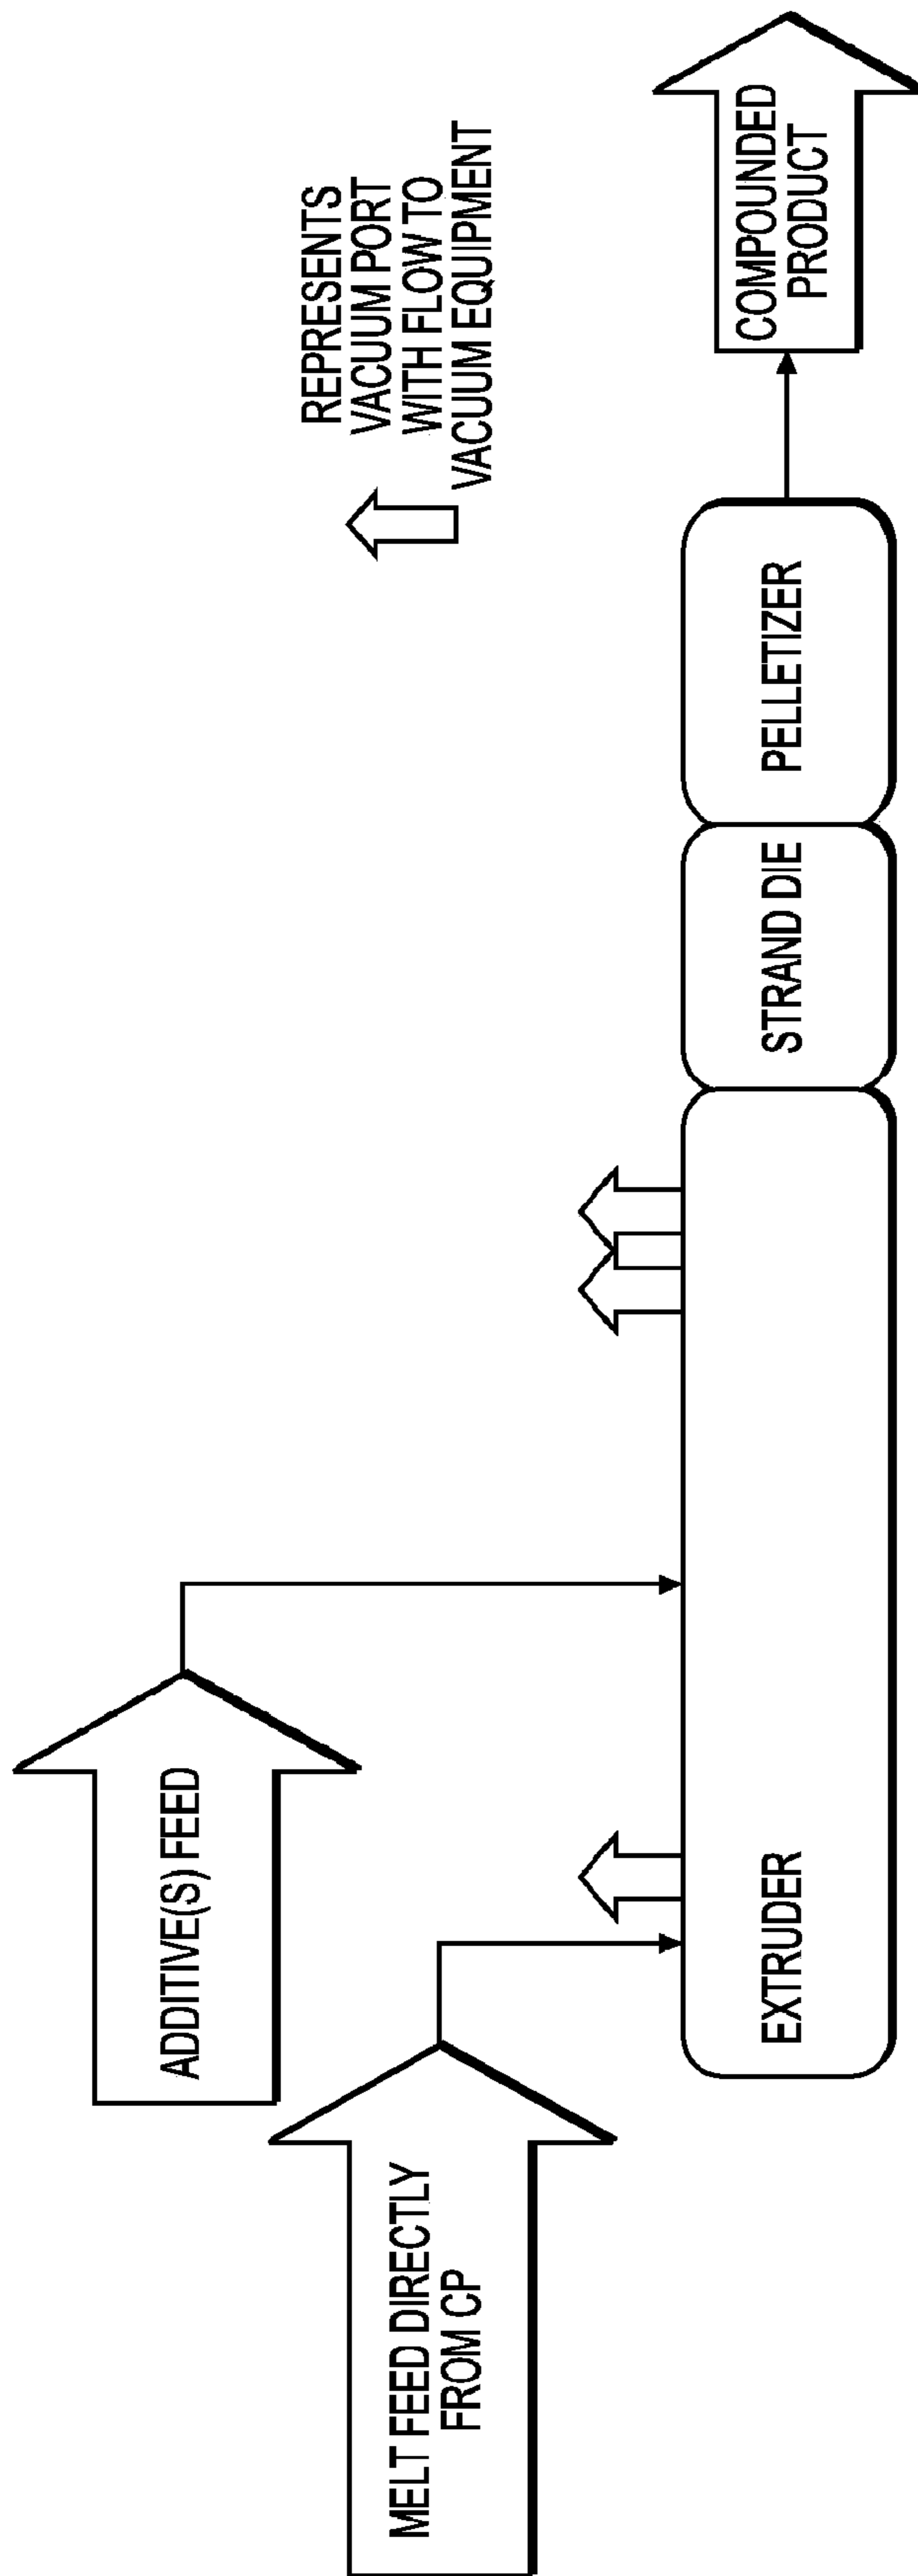 MELT FEED DIRECTLY
FROM CP
ADDITIVE(S) FEED
EXTRUDER
STRAND DIE
PELLETIZER
REPRESENTS
VACUUM PORT
WITH FLOW TO
VACUUM EQUIPMENT
COMPOUNDED
PRODUCT